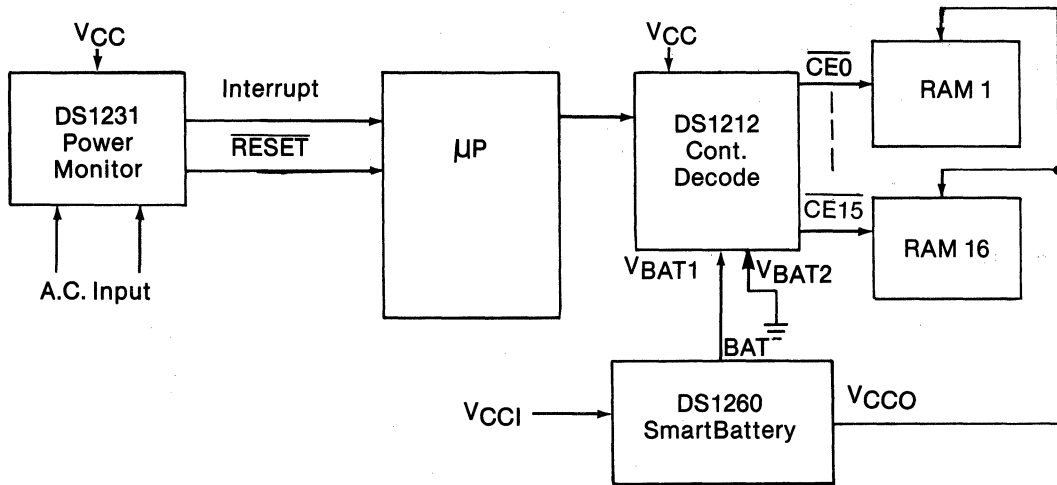 VCC
DS1231
Power
Monitor
A.C. Input
Interrupt
RESET
µP
VCC
DS1212
Cont.
Decode
CE0
CE15
RAM 1
RAM 16
VBAT1
VBAT2
BAT
VCCI
DS1260
SmartBattery
VCCO